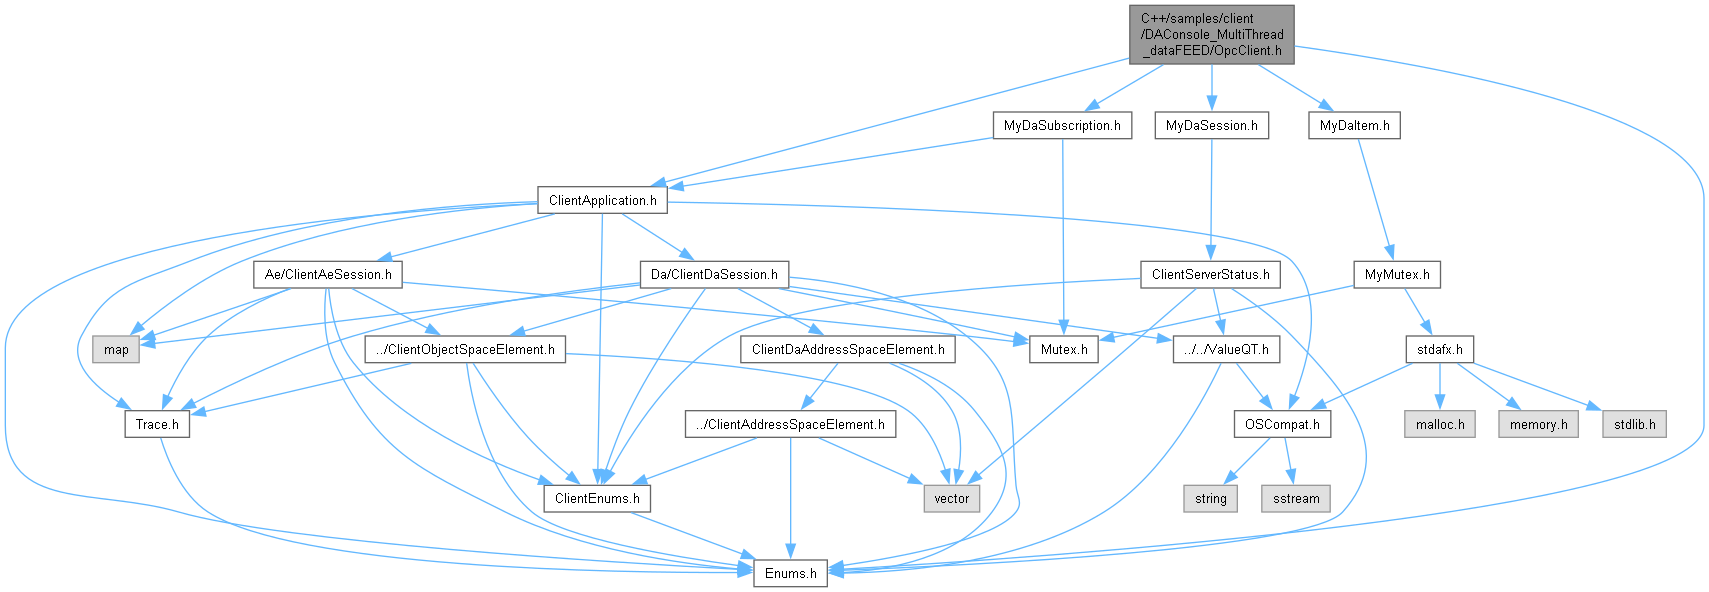 C++/samples/client
/DAConsole_MultiThread
_dataFEED/OpcClient.h
MyDaSubscription.h
MyDaSession.h
MyDaItem.h
ClientApplication.h
Ae/ClientAeSession.h
Da/ClientDaSession.h
ClientServerStatus.h
MyMutex.h
map
../ClientObjectSpaceElement.h
ClientDaAddressSpaceElement.h
Mutex.h
../../ValueQT.h
stdafx.h
Trace.h
../ClientAddressSpaceElement.h
OSCompat.h
malloc.h
memory.h
stdlib.h
ClientEnums.h
vector
string
sstream
Enums.h